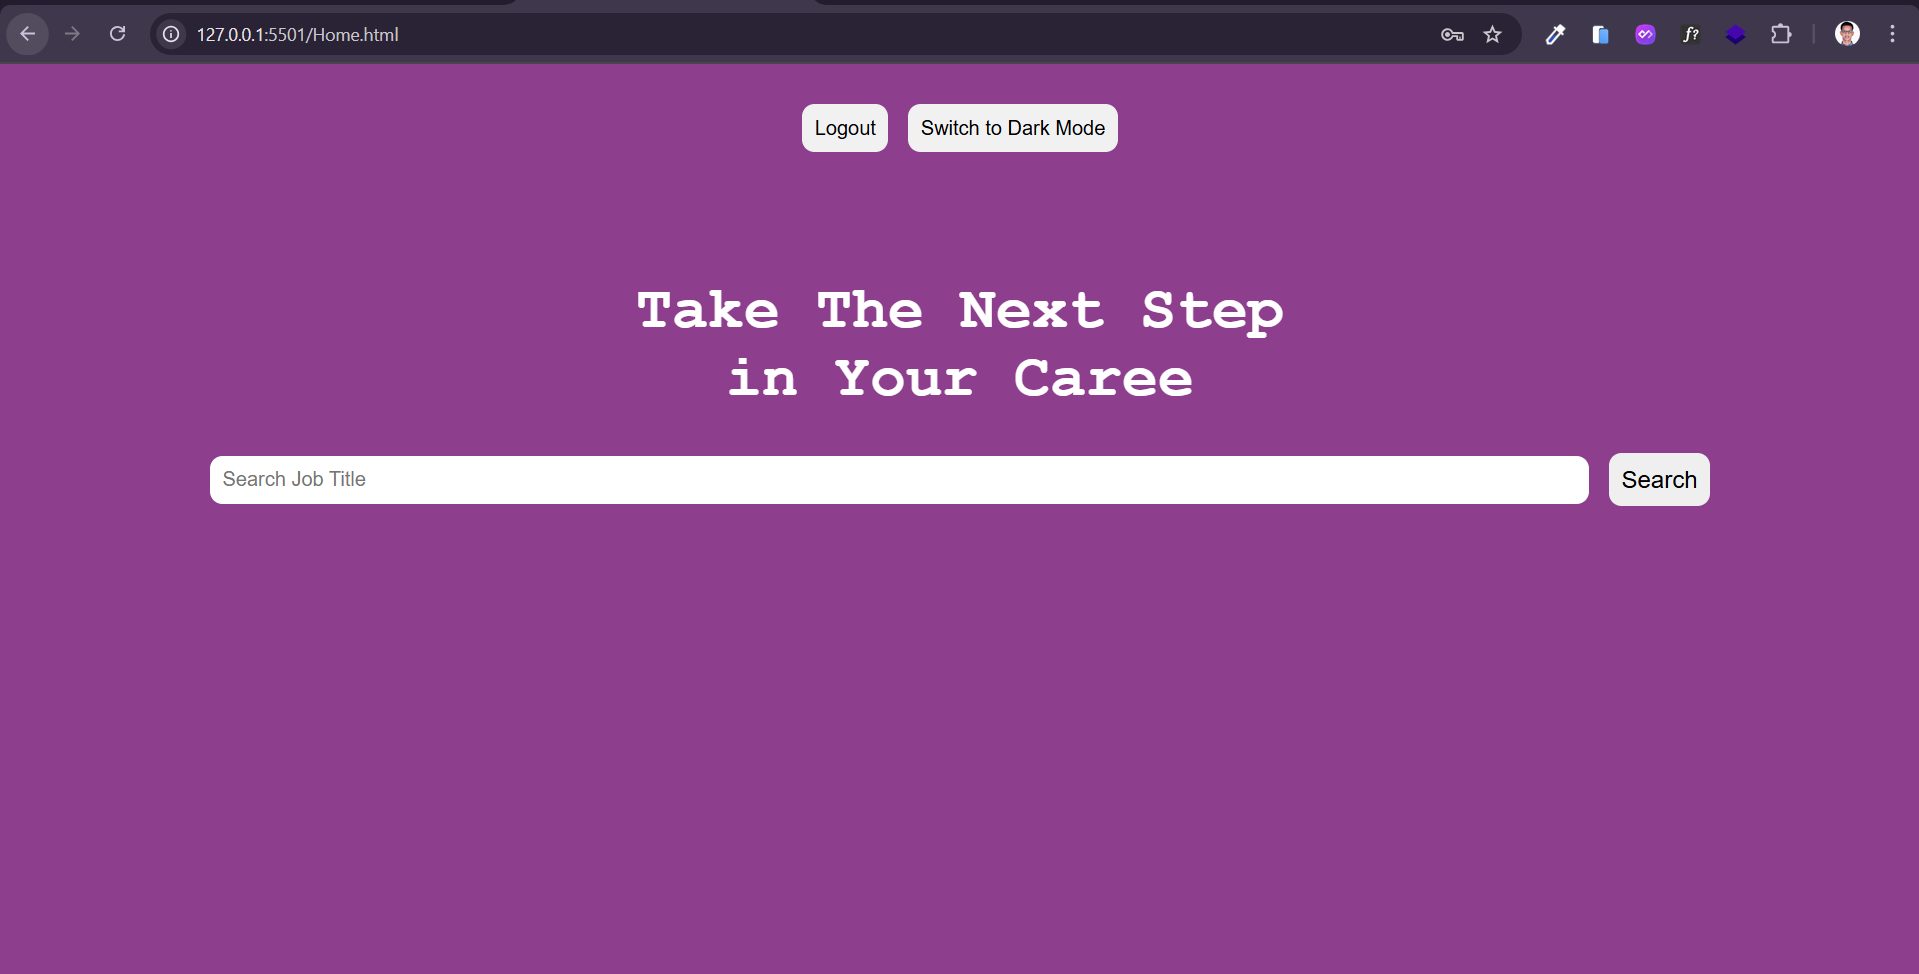 127.0.0.1:5501/Home.html
f?
Logout
Switch to Dark Mode
Take The Next Step
in Your Caree
Search Job Title
Search